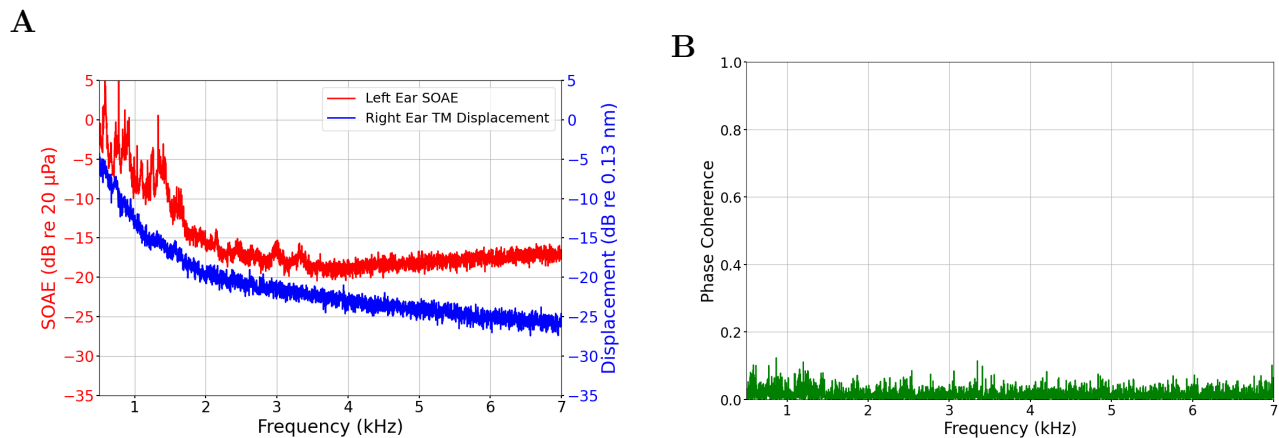 A
SOAE (dB re 20 µPa)
5
0
−5
−10
−15
−20
−25
−30
−35
Left Ear SOAE
Right Ear TM Displacement
5
0
−5
−10
−15
−20
−25
−30
−35
Displacement (dB re 0.13 nm)
1 2 3 4 5 6 7
Frequency (kHz)
B
Phase Coherence
1.0
0.8
0.6
0.4
0.2
0.0
1 2 3 4 5 6 7
Frequency (kHz)